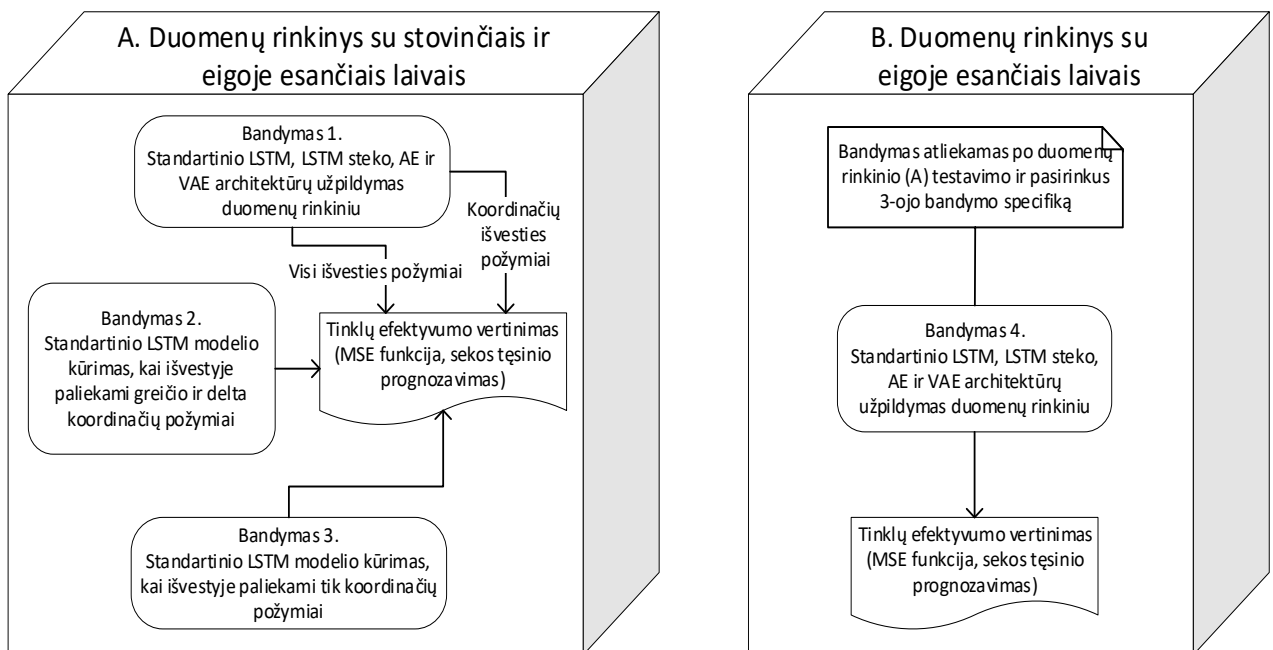 A. Duomenų rinkinys su stovinčiais ir
eigoje esančiais laivais
Bandymas 1.
Standartinio LSTM, LSTM steko, AE ir
VAE architektūrų užpildymas
duomenų rinkiniu
Koordinačių
išvesties
požymiai
Visi išvesties požymiai
Bandymas 2.
Standartinio LSTM modelio
kūrimas, kai išvestyje
paliekami greičio ir delta
koordinačių požymiai
Tinklų efektyvumo vertinimas
(MSE funkcija, sekos tęsinio
prognozavimas)
Bandymas 3.
Standartinio LSTM modelio kūrimas,
kai išvestyje paliekami tik koordinačių
požymiai
B. Duomenų rinkinys su
eigoje esančiais laivais
Bandymas atliekamas po duomenų
rinkinio (A) testavimo ir pasirinkus
3-ojo bandymo specifiką
Bandymas 4.
Standartinio LSTM, LSTM steko,
AE ir VAE architektūrų
užpildymas duomenų rinkiniu
Tinklų efektyvumo vertinimas
(MSE funkcija, sekos tęsinio
prognozavimas)